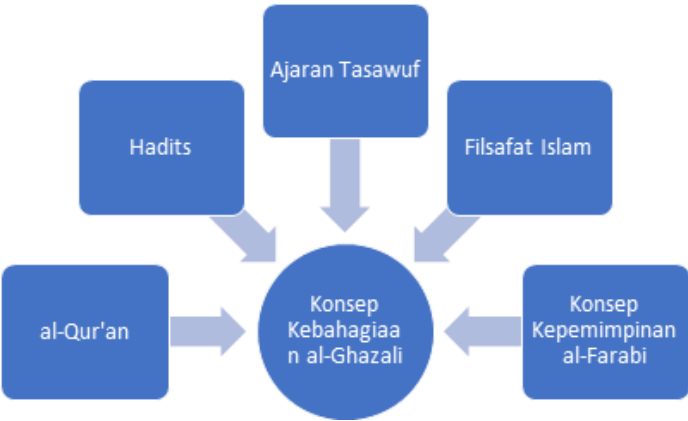 Ajaran Tasawuf
Hadits
Filsafat Islam
al-Qur'an
Konsep
Kebahagiaa
n al-Ghazali
Konsep
Kepemimpinan
al-Farabi